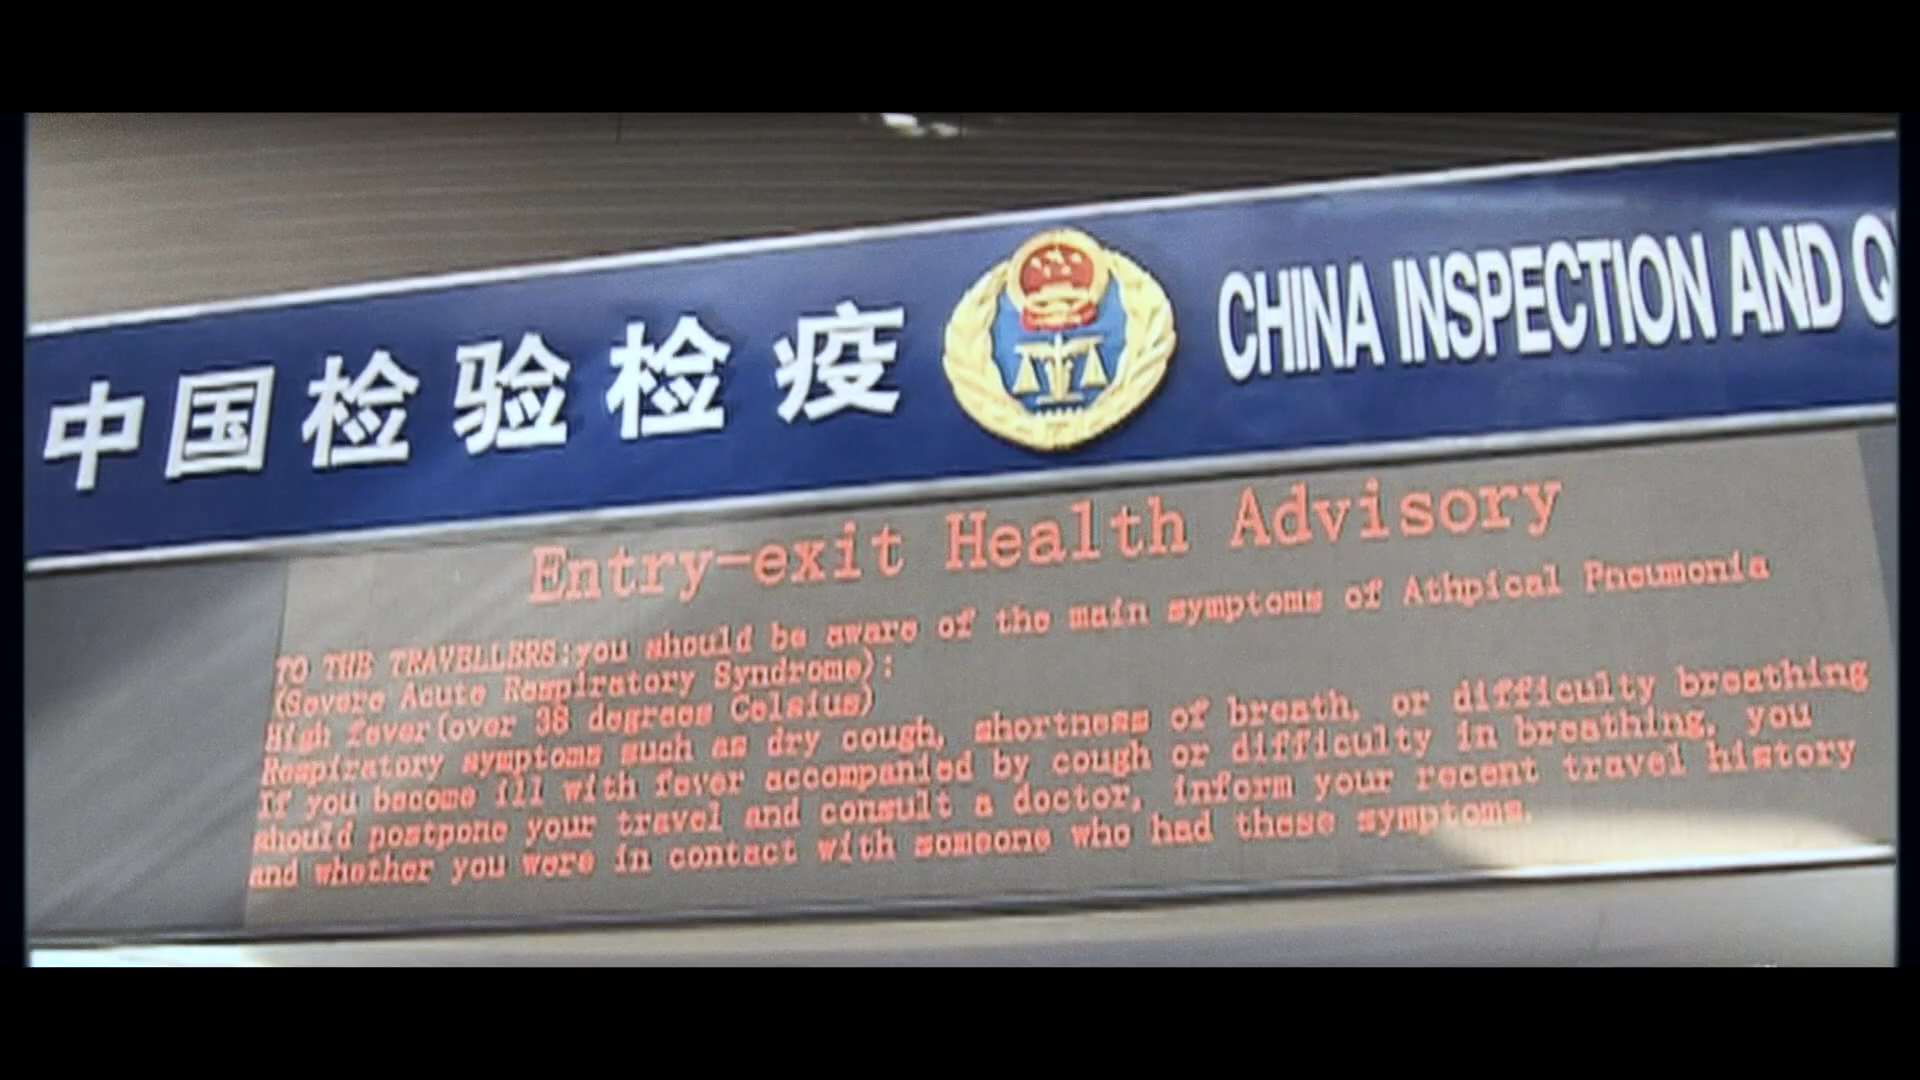 中国检验检疫
CHINA INSPECTION AND Q
Entry-exit Health Advisory
TO THE TRAVELLERS:you should be aware of the main symptoms of Athpical Pneumonia
(Severe Acute Respiratory Syndrome):
High fever(over 38 degrees Celsius)
Respiratory symptoms such as dry cough, shortness of breath, or difficulty breathing
If you become ill with fever accompanied by cough or difficulty in breathing, you
should postpone your travel and consult a doctor, inform your recent travel history
and whether you were in contact with someone who had these symptoms.